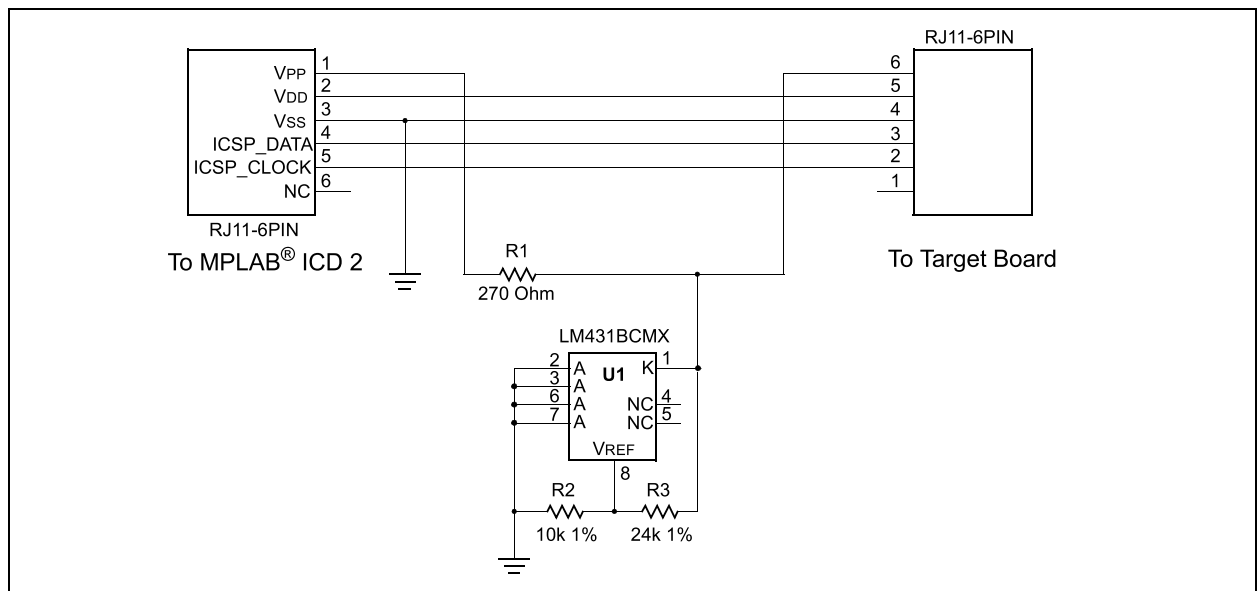 RJ11-6PIN
VPP 1
VDD 2
VSS 3
ICSP_DATA 4
ICSP_CLOCK 5
NC 6
RJ11-6PIN
To MPLAB® ICD 2
6
5
4
3
2
1
To Target Board
R1
270 Ohm
LM431BCMX
U1
2 A
3 A
6 A
7 A
K 1
NC 4
NC 5
VREF
8
R2
10k 1%
R3
24k 1%